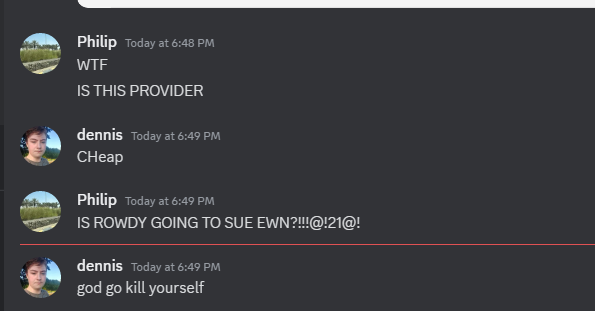 Philip Today at 6:48 PM
WTF
IS THIS PROVIDER
dennis Today at 6:49 PM
CHeap
Philip Today at 6:49 PM
IS ROWDY GOING TO SUE EWN?!!!@!21@!
dennis Today at 6:49 PM
god go kill yourself